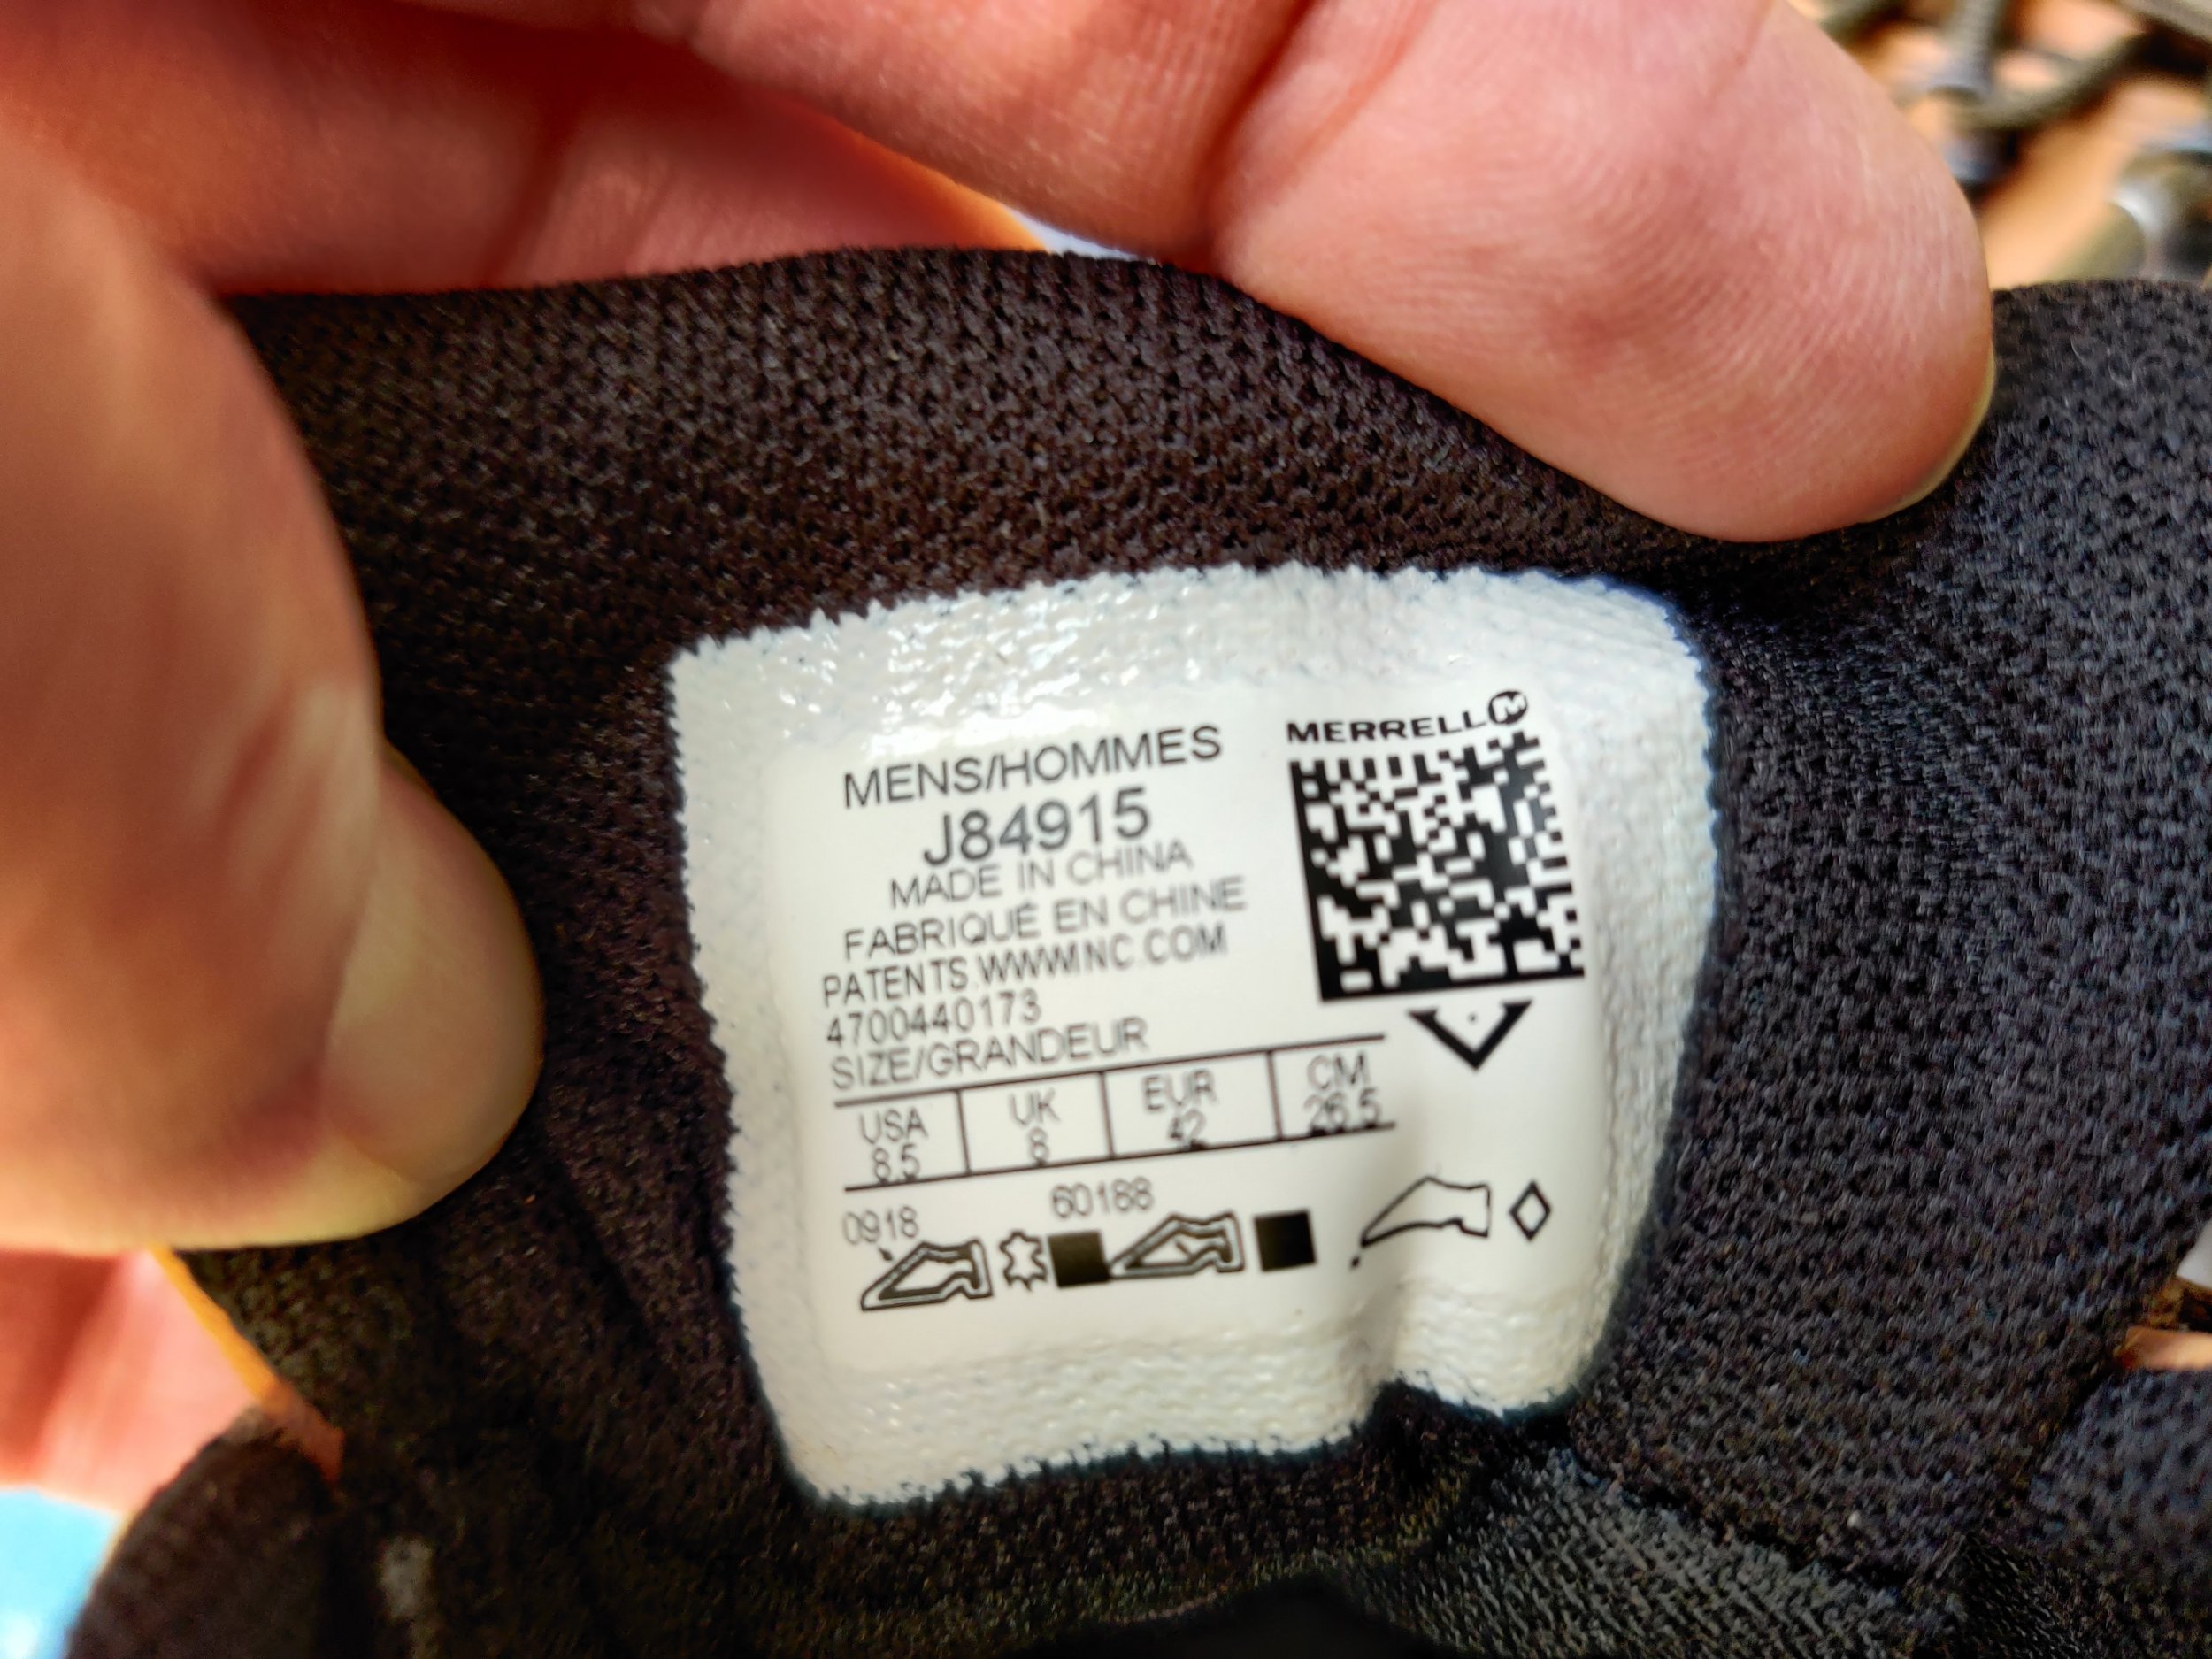 MERRELL
MENS/HOMMES
J84915
MADE IN CHINA
FABRIQUÉ EN CHINE
PATENTS.WWWINC.COM
4700440173
SIZE/GRANDEUR
USA UK EUR CM
8.5 8 42 26.5
0918 60188